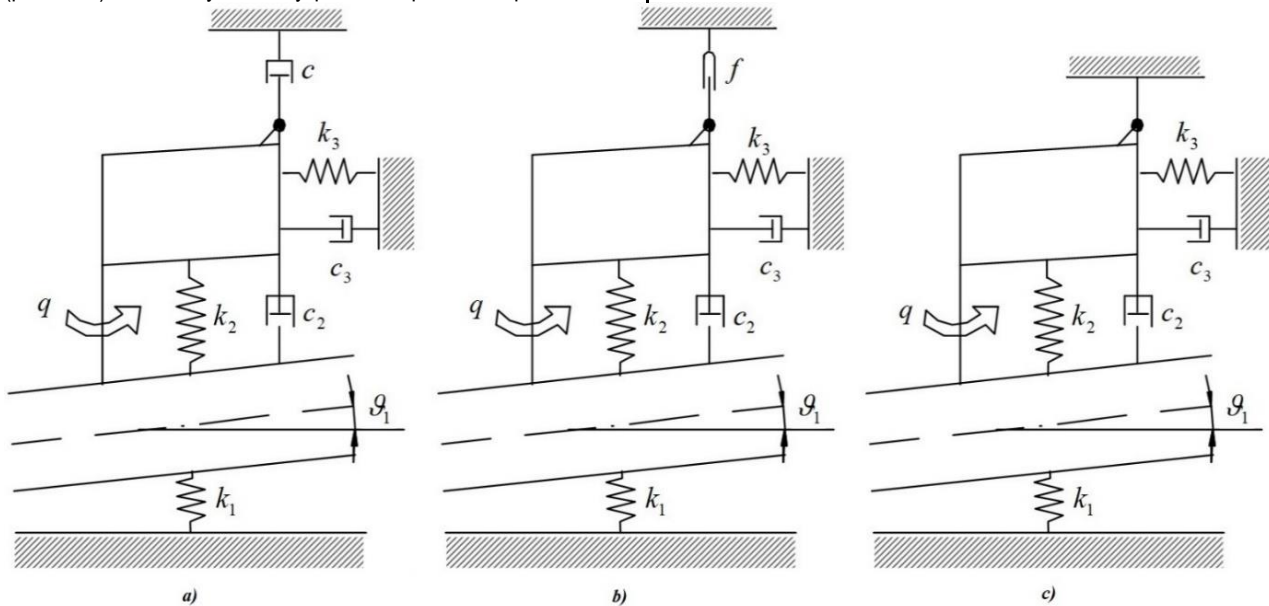 c
k₃
c₃
q
k₂
c₂
ϑ₁
k₁
a)
f
k₃
c₃
q
k₂
c₂
ϑ₁
k₁
b)
k₃
c₃
q
k₂
c₂
ϑ₁
k₁
c)